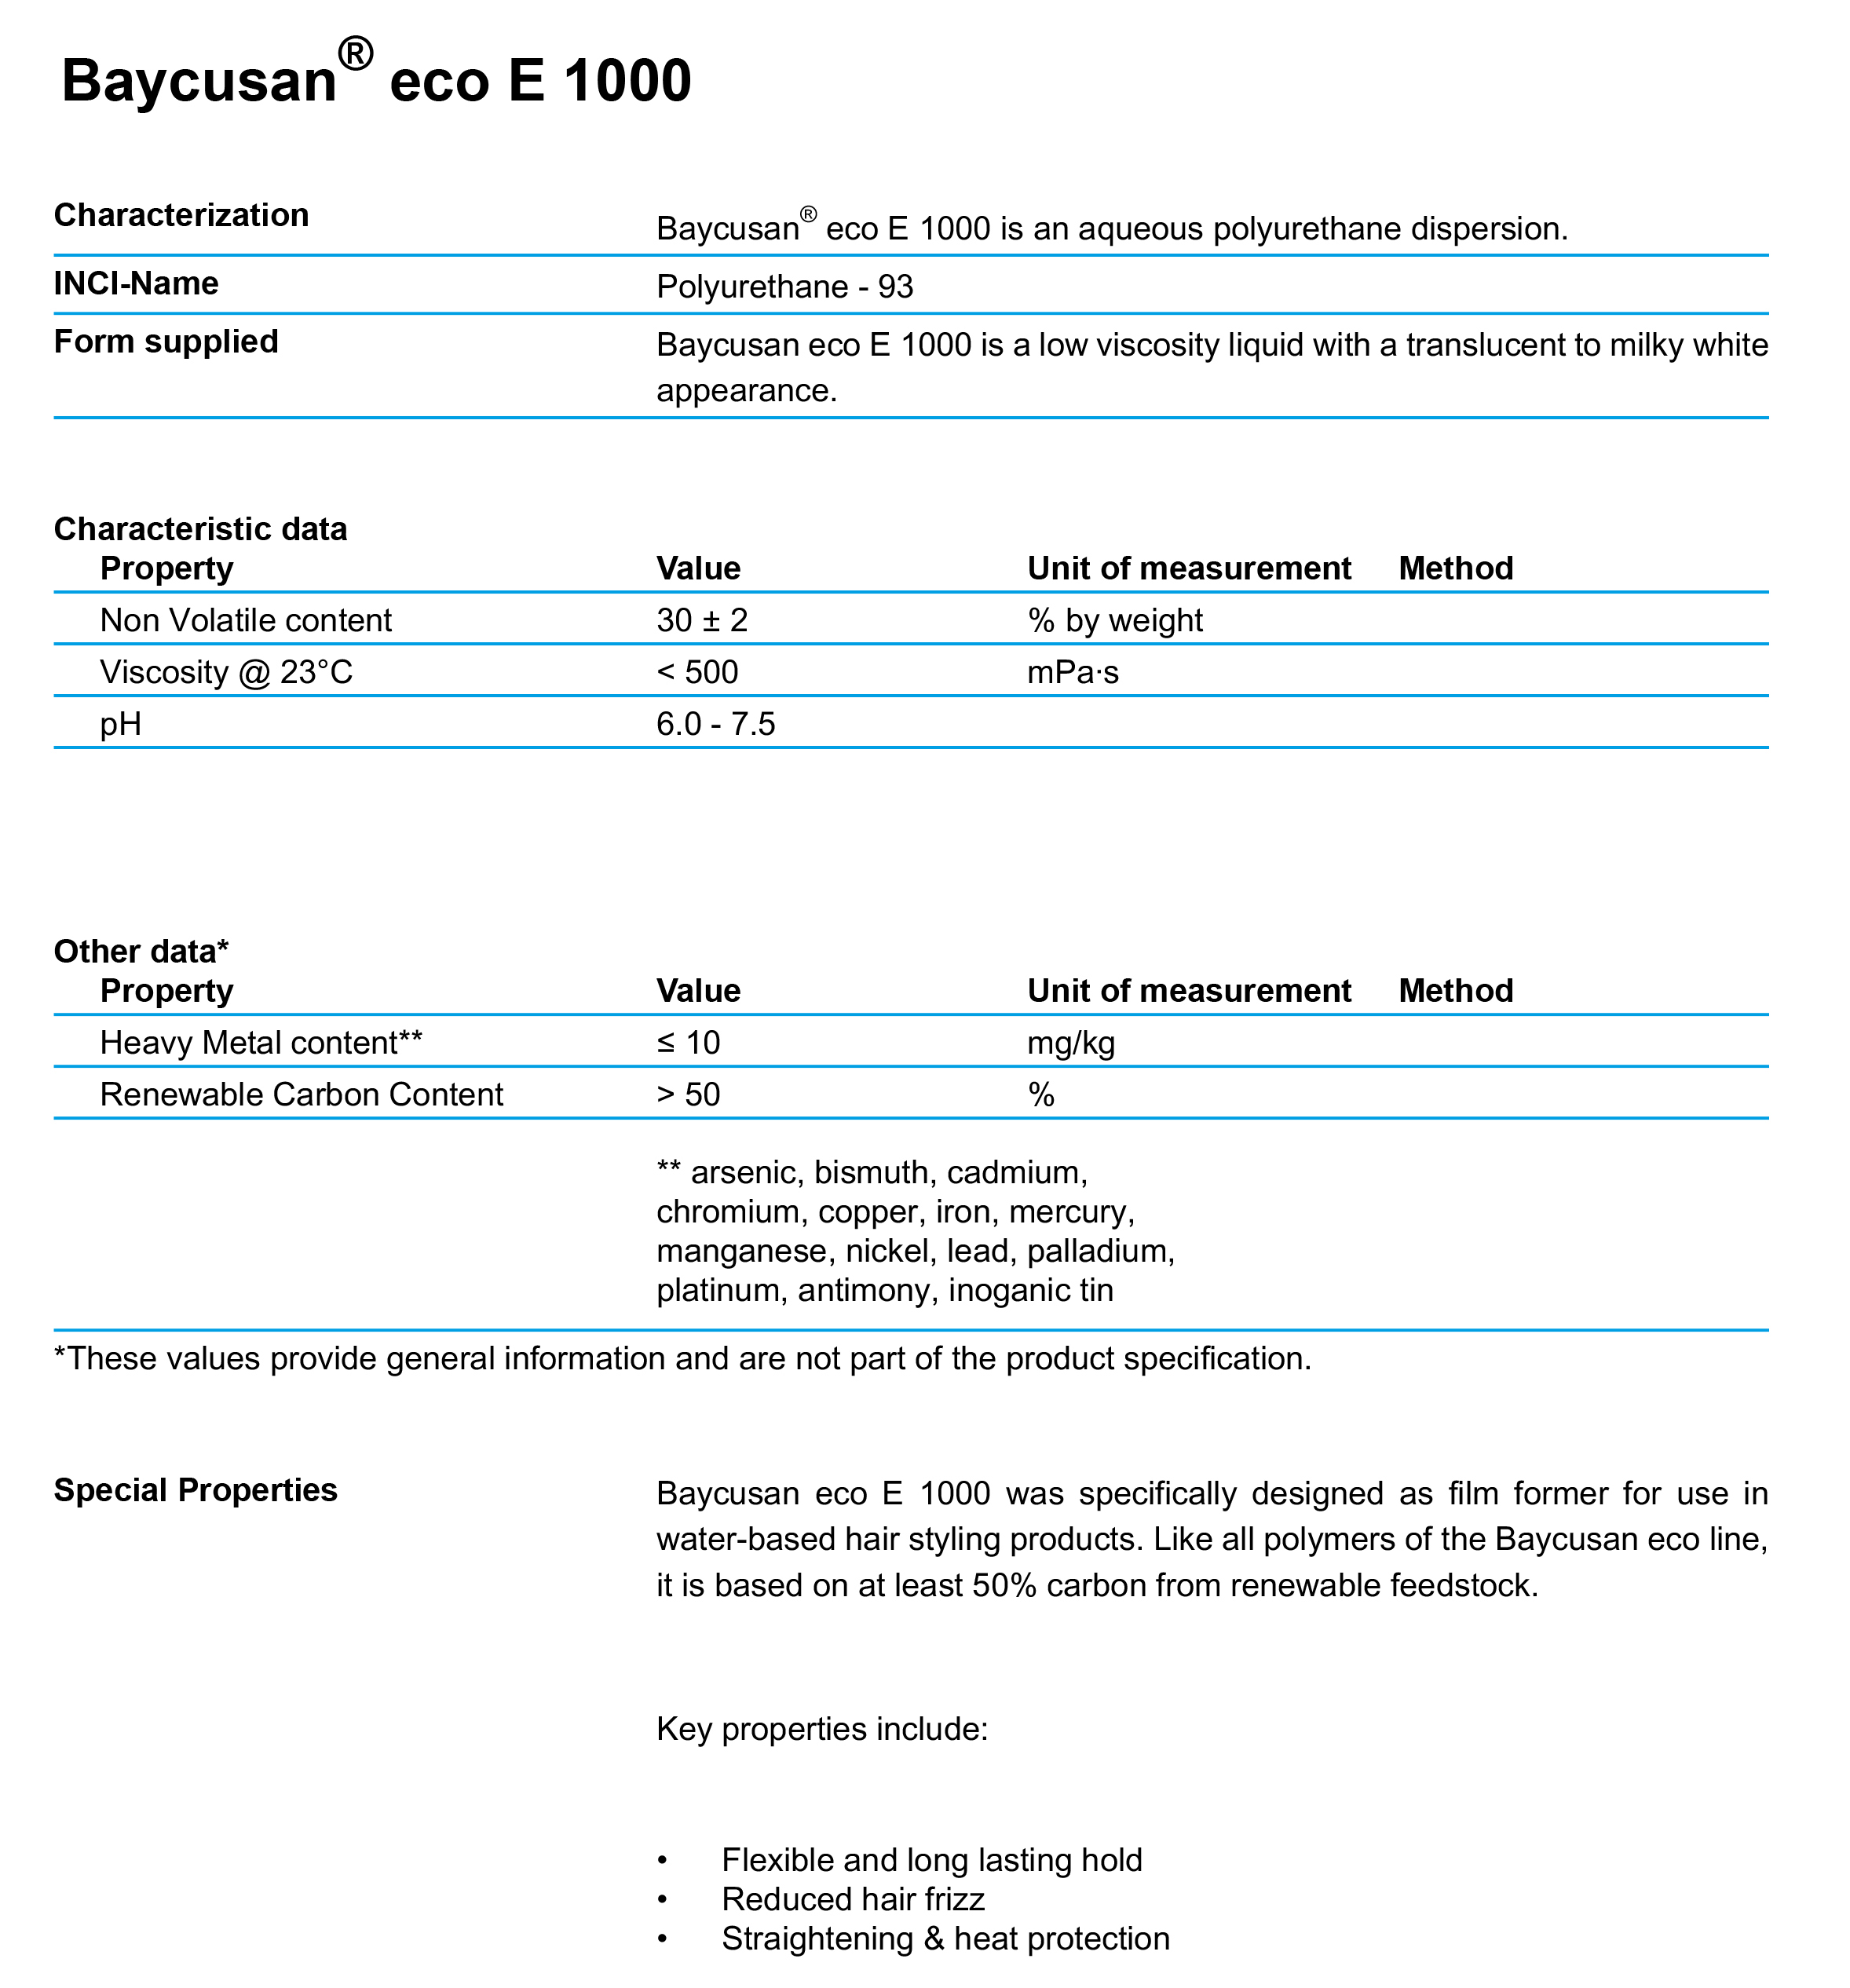 Baycusan® eco E 1000
Characterization Baycusan® eco E 1000 is an aqueous polyurethane dispersion.
INCI-Name Polyurethane - 93
Form supplied Baycusan eco E 1000 is a low viscosity liquid with a translucent to milky white
appearance.
Characteristic data
Property Value Unit of measurement Method
Non Volatile content 30 ± 2 % by weight
Viscosity @ 23°C < 500 mPa·s
pH 6.0 - 7.5
Other data*
Property Value Unit of measurement Method
Heavy Metal content** ≤ 10 mg/kg
Renewable Carbon Content > 50 %
** arsenic, bismuth, cadmium,
chromium, copper, iron, mercury,
manganese, nickel, lead, palladium,
platinum, antimony, inoganic tin
*These values provide general information and are not part of the product specification.
Special Properties Baycusan eco E 1000 was specifically designed as film former for use in
water-based hair styling products. Like all polymers of the Baycusan eco line,
it is based on at least 50% carbon from renewable feedstock.
Key properties include:
• Flexible and long lasting hold
• Reduced hair frizz
• Straightening & heat protection